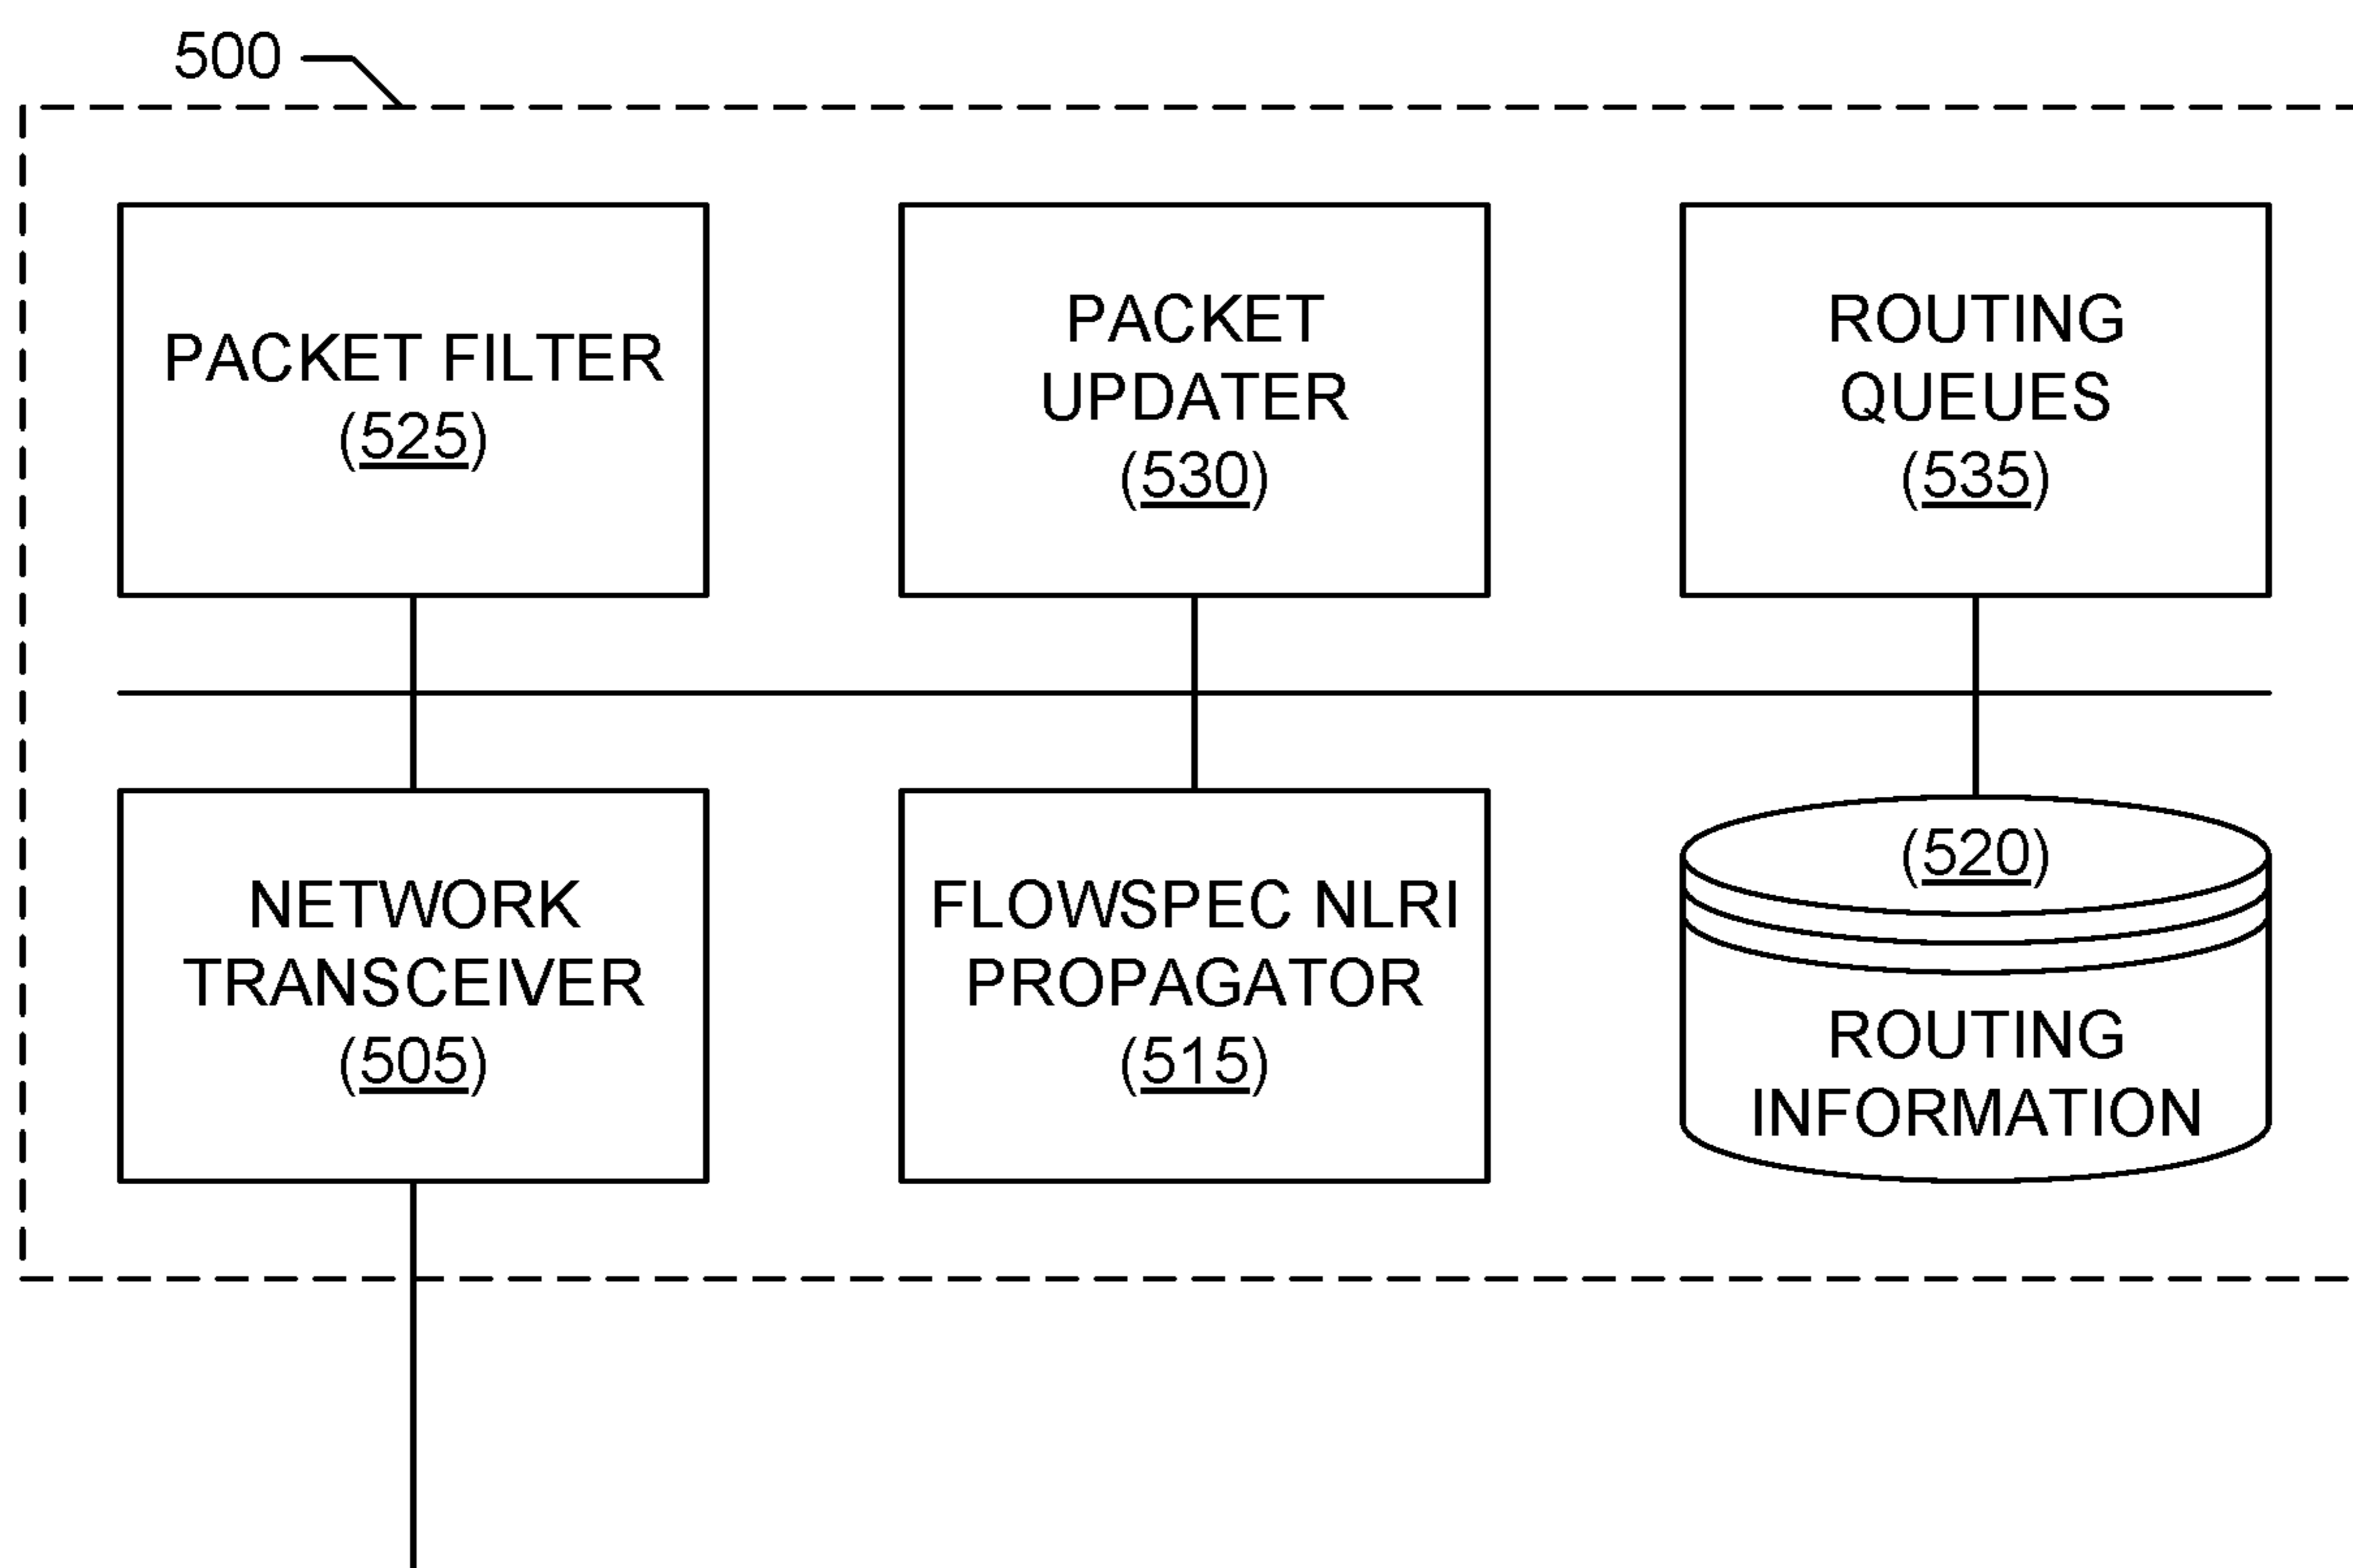 500
PACKET FILTER
(525)
PACKET
UPDATER
(530)
ROUTING
QUEUES
(535)
NETWORK
TRANSCEIVER
(505)
FLOWSPEC NLRI
PROPAGATOR
(515)
(520)
ROUTING
INFORMATION